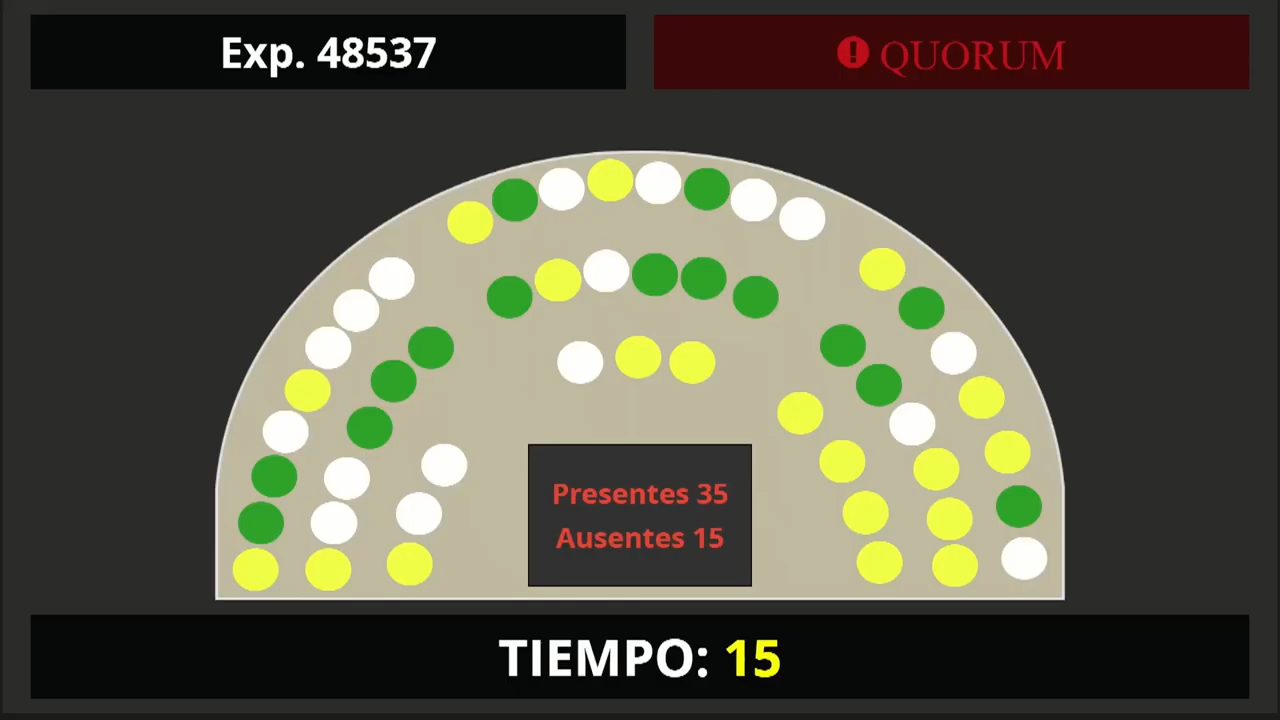 Exp. 48537
QUORUM
Presentes 35
Ausentes 15
TIEMPO: 15